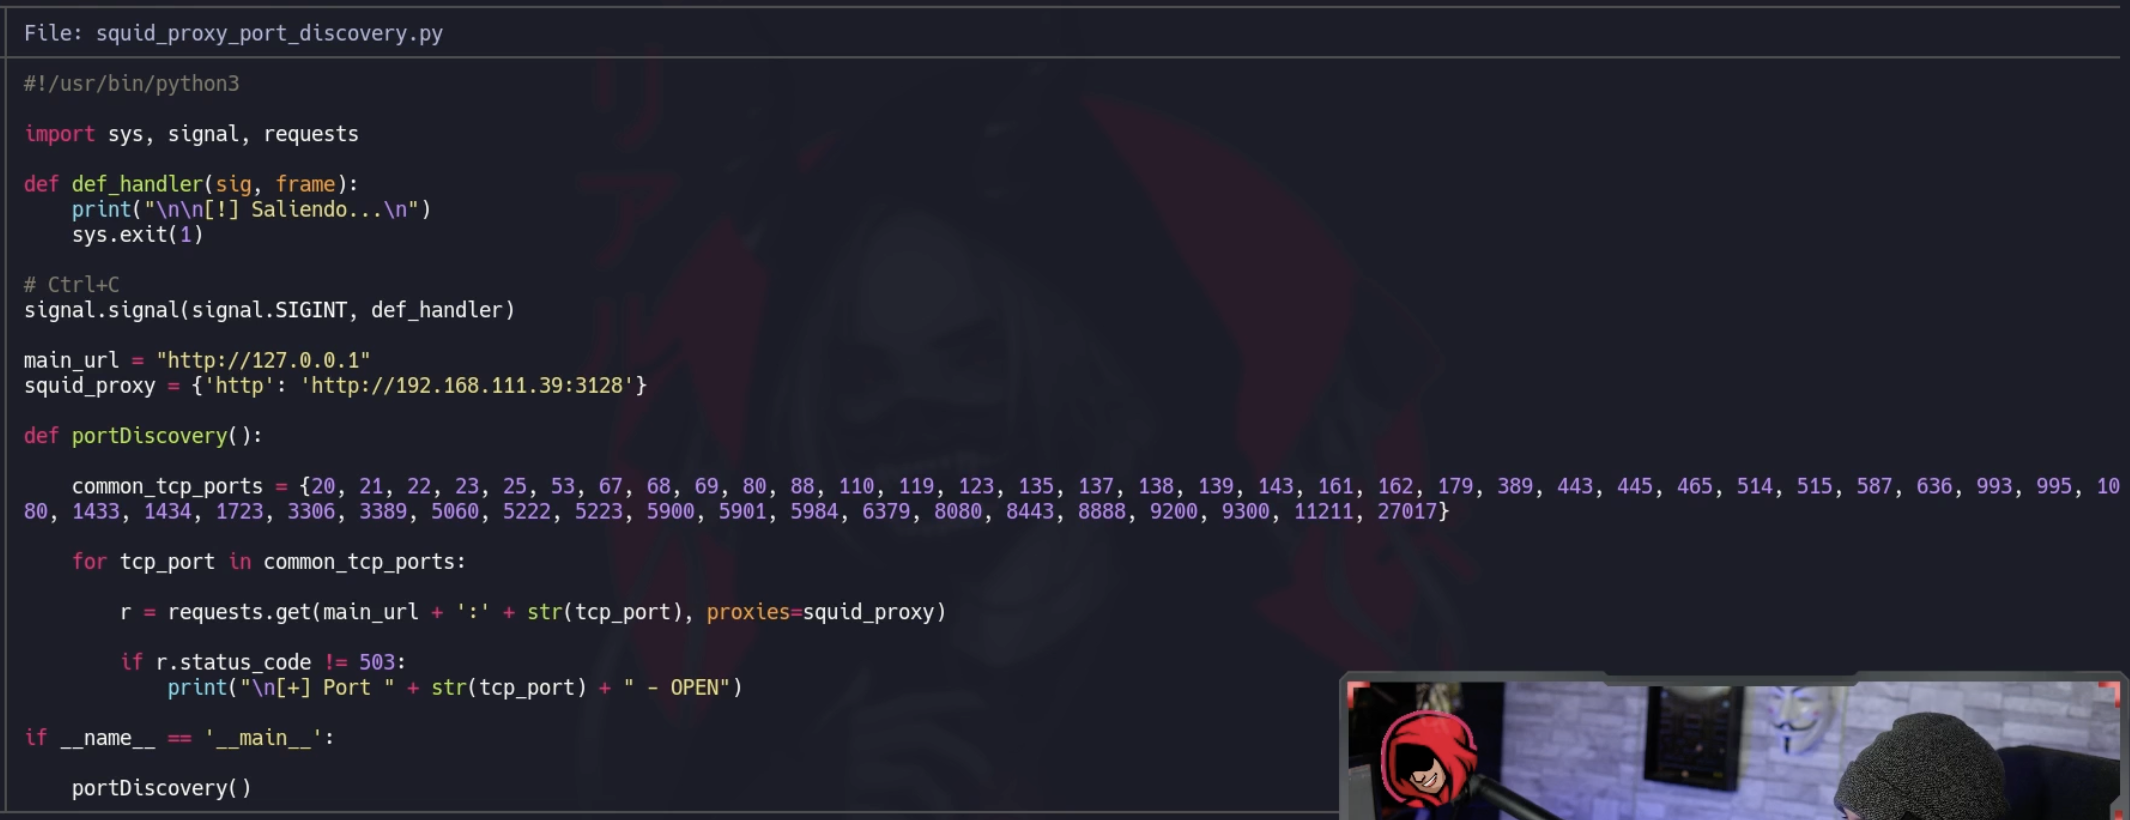 File: squid_proxy_port_discovery.py
#!/usr/bin/python3
import sys, signal, requests
def def_handler(sig, frame):
    print("\n\n[!] Saliendo...\n")
    sys.exit(1)
# Ctrl+C
signal.signal(signal.SIGINT, def_handler)
main_url = "http://127.0.0.1"
squid_proxy = {'http': 'http://192.168.111.39:3128'}
def portDiscovery():
    common_tcp_ports = {20, 21, 22, 23, 25, 53, 67, 68, 69, 80, 88, 110, 119, 123, 135, 137, 138, 139, 143, 161, 162, 179, 389, 443, 445, 465, 514, 515, 587, 636, 993, 995, 10
80, 1433, 1434, 1723, 3306, 3389, 5060, 5222, 5223, 5900, 5901, 5984, 6379, 8080, 8443, 8888, 9200, 9300, 11211, 27017}
    for tcp_port in common_tcp_ports:
        r = requests.get(main_url + ':' + str(tcp_port), proxies=squid_proxy)
        if r.status_code != 503:
            print("\n[+] Port " + str(tcp_port) + " - OPEN")
if __name__ == '__main__':
    portDiscovery()